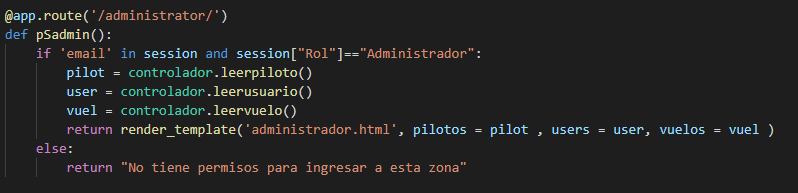 @app.route('/administrator/')
def pSadmin():
    if 'email' in session and session["Rol"]=="Administrador":
        pilot = controlador.leerpiloto()
        user = controlador.leerusuario()
        vuel = controlador.leervuelo()
        return render_template('administrador.html', pilotos = pilot , users = user, vuelos = vuel )
    else:
        return "No tiene permisos para ingresar a esta zona"